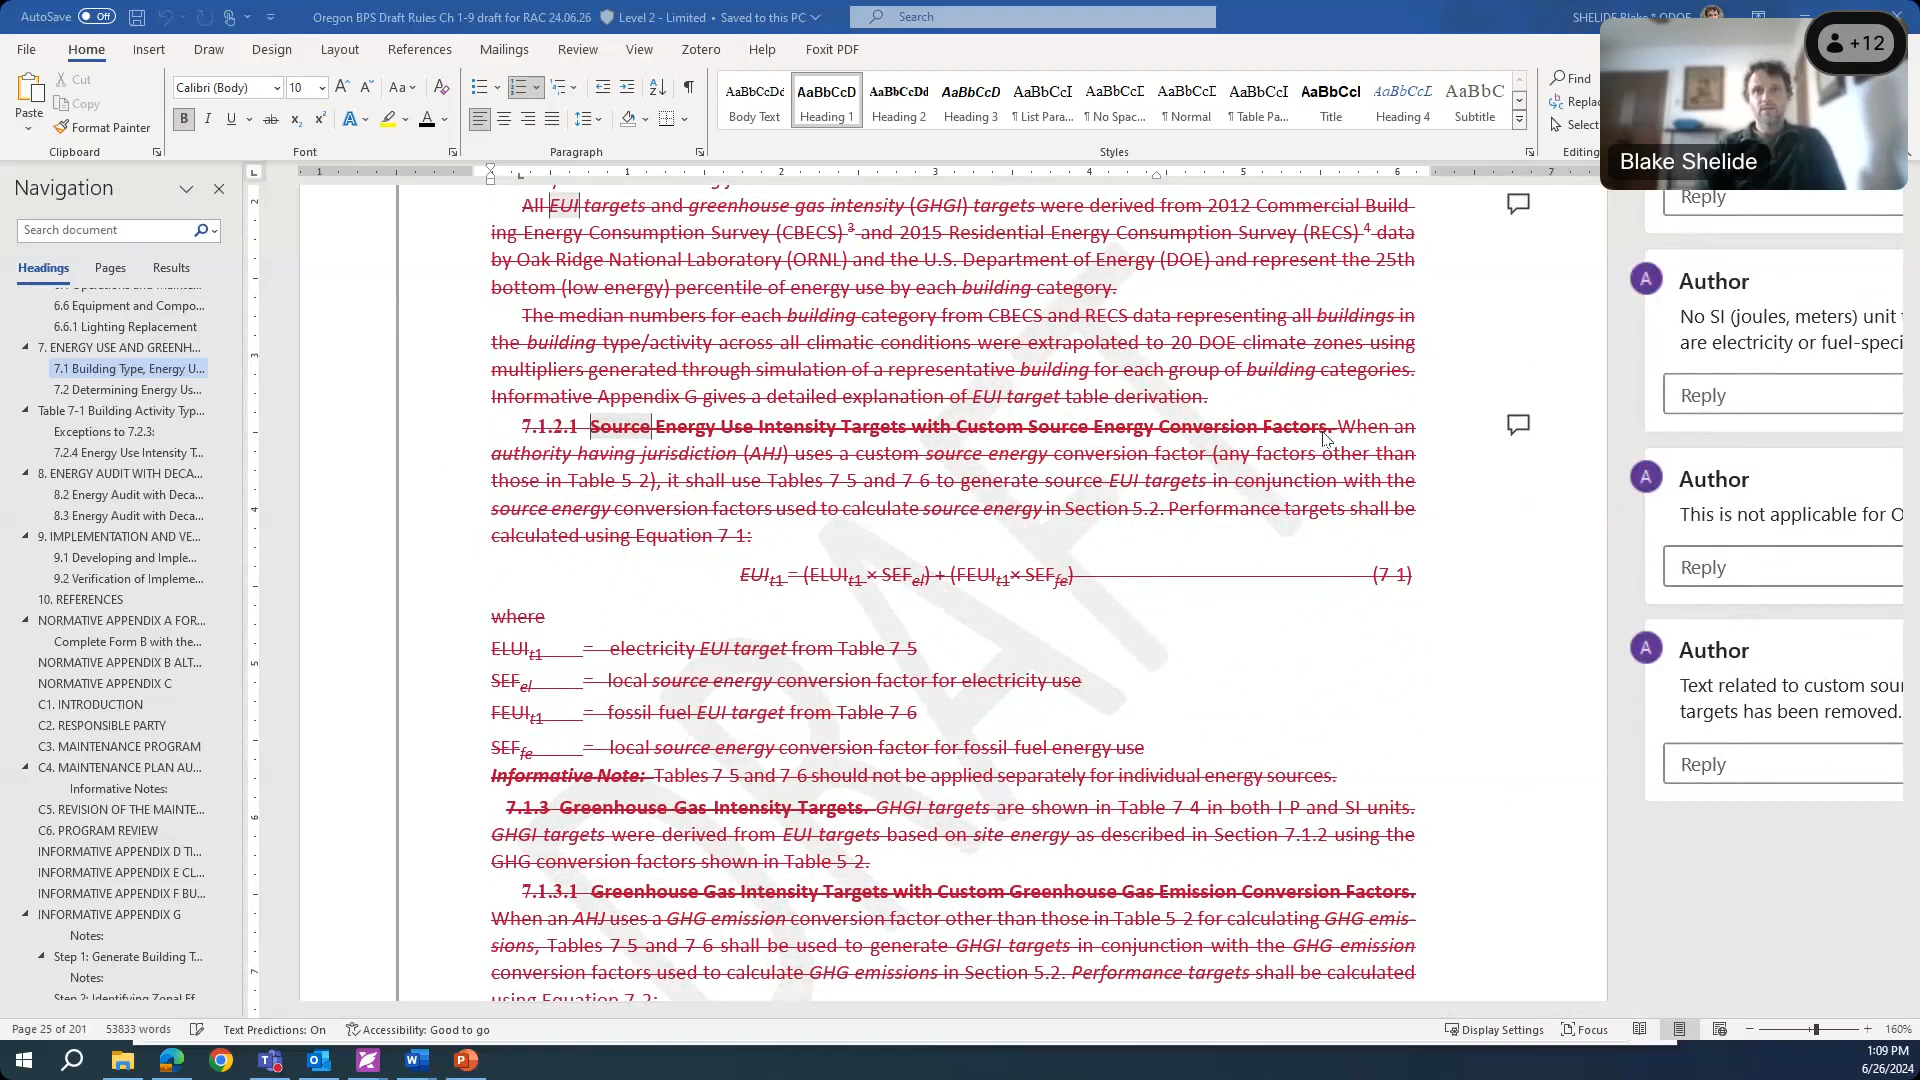 AutoSave Off
Oregon BPS Draft Rules Ch 1-9 draft for RAC 24.06.26
Level 2 – Limited • Saved to this PC
Search
SHELIDE Blake * ODOE
+12
File Home Insert Draw Design Layout References Mailings Review View Zotero Help Foxit PDF
Paste
Cut
Copy
Format Painter
Clipboard
Calibri (Body)
10
Font
Paragraph
AaBbCcDd Body Text
AaBbCcD Heading 1
AaBbCcDd Heading 2
AaBbCcD Heading 3
AaBbCcI ¶ List Para...
AaBbCcI ¶ No Spac...
AaBbCcI ¶ Normal
AaBbCcI ¶ Table Pa...
AaBbCcI Title
AaBbCcL Heading 4
AaBbC Subtitle
Styles
Find
Replac
Select
Editing
Blake Shelide
Navigation
Search document
Headings Pages Results
6.6 Equipment and Compo...
6.6.1 Lighting Replacement
7. ENERGY USE AND GREENH...
7.1 Building Type, Energy U...
7.2 Determining Energy Us...
Table 7-1 Building Activity Typ...
Exceptions to 7.2.3:
7.2.4 Energy Use Intensity T...
8. ENERGY AUDIT WITH DECA...
8.2 Energy Audit with Deca...
8.3 Energy Audit with Deca...
9. IMPLEMENTATION AND VE...
9.1 Developing and Imple...
9.2 Verification of Impleme...
10. REFERENCES
NORMATIVE APPENDIX A FOR...
Complete Form B with the...
NORMATIVE APPENDIX B ALT...
NORMATIVE APPENDIX C
C1. INTRODUCTION
C2. RESPONSIBLE PARTY
C3. MAINTENANCE PROGRAM
C4. MAINTENANCE PLAN AU...
Informative Notes:
C5. REVISION OF THE MAINTE...
C6. PROGRAM REVIEW
INFORMATIVE APPENDIX D TI...
INFORMATIVE APPENDIX E CL...
INFORMATIVE APPENDIX F BU...
INFORMATIVE APPENDIX G
Notes:
Step 1: Generate Building T...
Notes:
Step 2: Identifying Zonal Ef...
All EUI targets and greenhouse gas intensity (GHGI) targets were derived from 2012 Commercial Build-
ing Energy Consumption Survey (CBECS) 3 and 2015 Residential Energy Consumption Survey (RECS) 4 data
by Oak Ridge National Laboratory (ORNL) and the U.S. Department of Energy (DOE) and represent the 25th
bottom (low energy) percentile of energy use by each building category.
The median numbers for each building category from CBECS and RECS data representing all buildings in
the building type/activity across all climatic conditions were extrapolated to 20 DOE climate zones using
multipliers generated through simulation of a representative building for each group of building categories.
Informative Appendix G gives a detailed explanation of EUI target table derivation.
7.1.2.1 Source Energy Use Intensity Targets with Custom Source Energy Conversion Factors. When an
authority having jurisdiction (AHJ) uses a custom source energy conversion factor (any factors other than
those in Table 5-2), it shall use Tables 7-5 and 7-6 to generate source EUI targets in conjunction with the
source energy conversion factors used to calculate source energy in Section 5.2. Performance targets shall be
calculated using Equation 7-1:
EUIt1 = (ELUIt1 × SEFel) + (FEUIt1 × SEFfe) (7-1)
where
ELUIt1 = electricity EUI target from Table 7-5
SEFel = local source energy conversion factor for electricity use
FEUIt1 = fossil-fuel EUI target from Table 7-6
SEFfe = local source energy conversion factor for fossil-fuel energy use
Informative Note: Tables 7-5 and 7-6 should not be applied separately for individual energy sources.
7.1.3 Greenhouse Gas Intensity Targets. GHGI targets are shown in Table 7-4 in both I-P and SI units.
GHGI targets were derived from EUI targets based on site energy as described in Section 7.1.2 using the
GHG conversion factors shown in Table 5-2.
7.1.3.1 Greenhouse Gas Intensity Targets with Custom Greenhouse Gas Emission Conversion Factors.
When an AHJ uses a GHG emission conversion factor other than those in Table 5-2 for calculating GHG emis-
sions, Tables 7-5 and 7-6 shall be used to generate GHGI targets in conjunction with the GHG emission
conversion factors used to calculate GHG emissions in Section 5.2. Performance targets shall be calculated
using Equation 7-2:
DRAFT
Reply
A Author
No SI (joules, meters) unit t
are electricity or fuel-speci
Reply
A Author
This is not applicable for O
Reply
A Author
Text related to custom sour
targets has been removed.
Reply
Page 25 of 201 53833 words Text Predictions: On Accessibility: Good to go
Display Settings Focus 160%
1:09 PM
6/26/2024